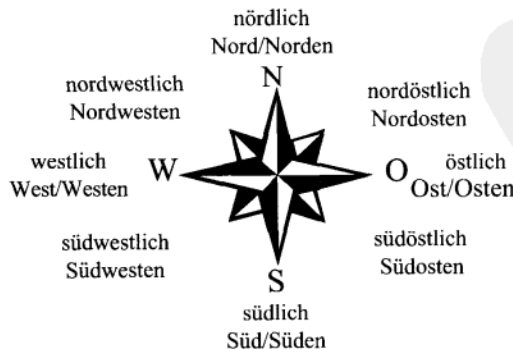 nördlich
Nord/Norden
N
nordwestlich
Nordwesten
nordöstlich
Nordosten
westlich
West/Westen
W
O
östlich
Ost/Osten
südwestlich
Südwesten
südöstlich
Südosten
S
südlich
Süd/Süden